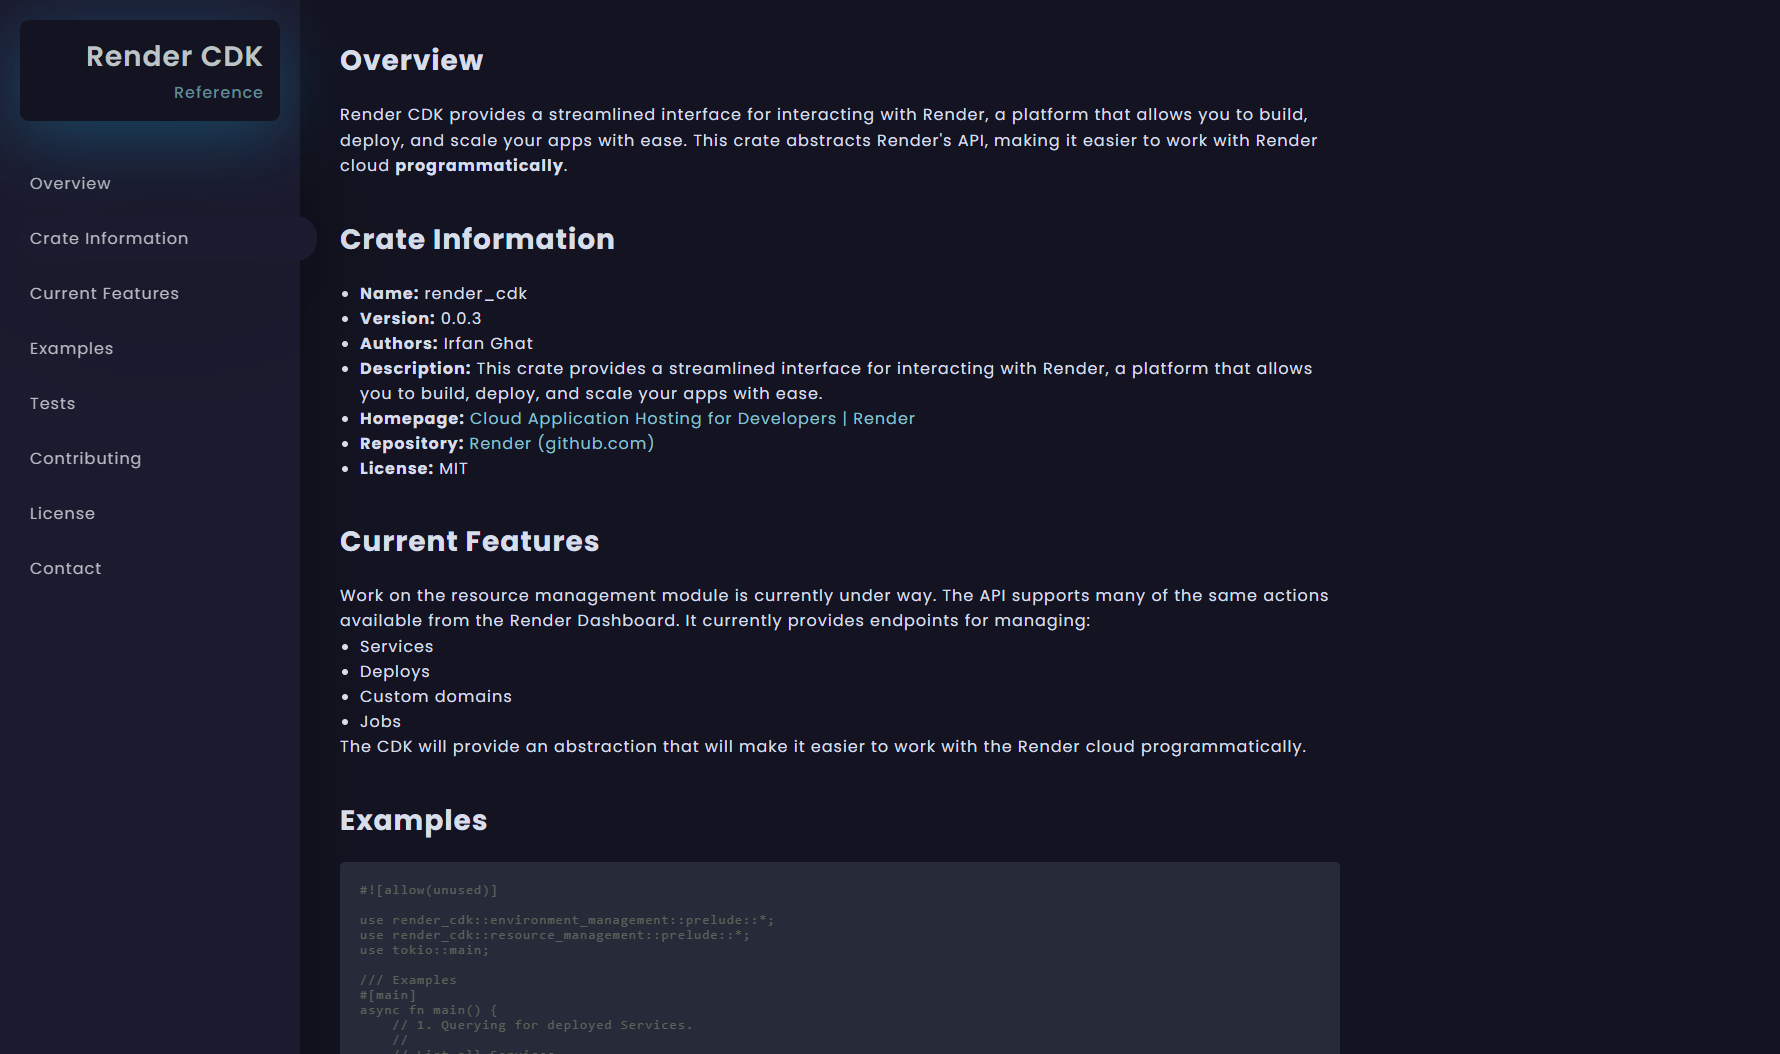 Render CDK
Reference
Overview
Crate Information
Current Features
Examples
Tests
Contributing
License
Contact
Overview
Render CDK provides a streamlined interface for interacting with Render, a platform that allows you to build,
deploy, and scale your apps with ease. This crate abstracts Render's API, making it easier to work with Render
cloud programmatically.
Crate Information
• Name: render_cdk
• Version: 0.0.3
• Authors: Irfan Ghat
• Description: This crate provides a streamlined interface for interacting with Render, a platform that allows
you to build, deploy, and scale your apps with ease.
• Homepage: Cloud Application Hosting for Developers | Render
• Repository: Render (github.com)
• License: MIT
Current Features
Work on the resource management module is currently under way. The API supports many of the same actions
available from the Render Dashboard. It currently provides endpoints for managing:
• Services
• Deploys
• Custom domains
• Jobs
The CDK will provide an abstraction that will make it easier to work with the Render cloud programmatically.
Examples
#![allow(unused)]
use render_cdk::environment_management::prelude::*;
use render_cdk::resource_management::prelude::*;
use tokio::main;
/// Examples
#[main]
async fn main() {
// 1. Querying for deployed Services.
//
// List all Services